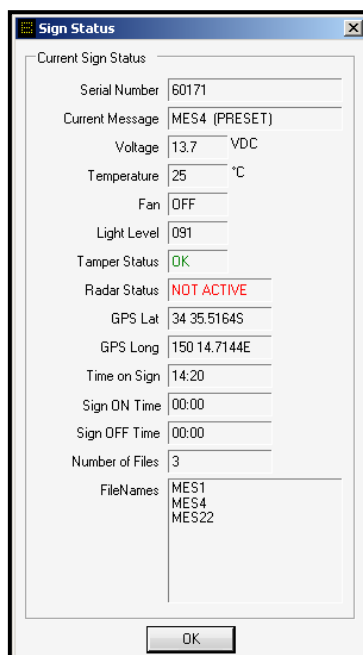 Sign Status
Current Sign Status
Serial Number 60171
Current Message MES4 (PRESET)
Voltage 13.7 VDC
Temperature 25 °C
Fan OFF
Light Level 091
Tamper Status OK
Radar Status NOT ACTIVE
GPS Lat 34 35.5164S
GPS Long 150 14.7144E
Time on Sign 14:20
Sign ON Time 00:00
Sign OFF Time 00:00
Number of Files 3
FileNames MES1
MES4
MES22
OK